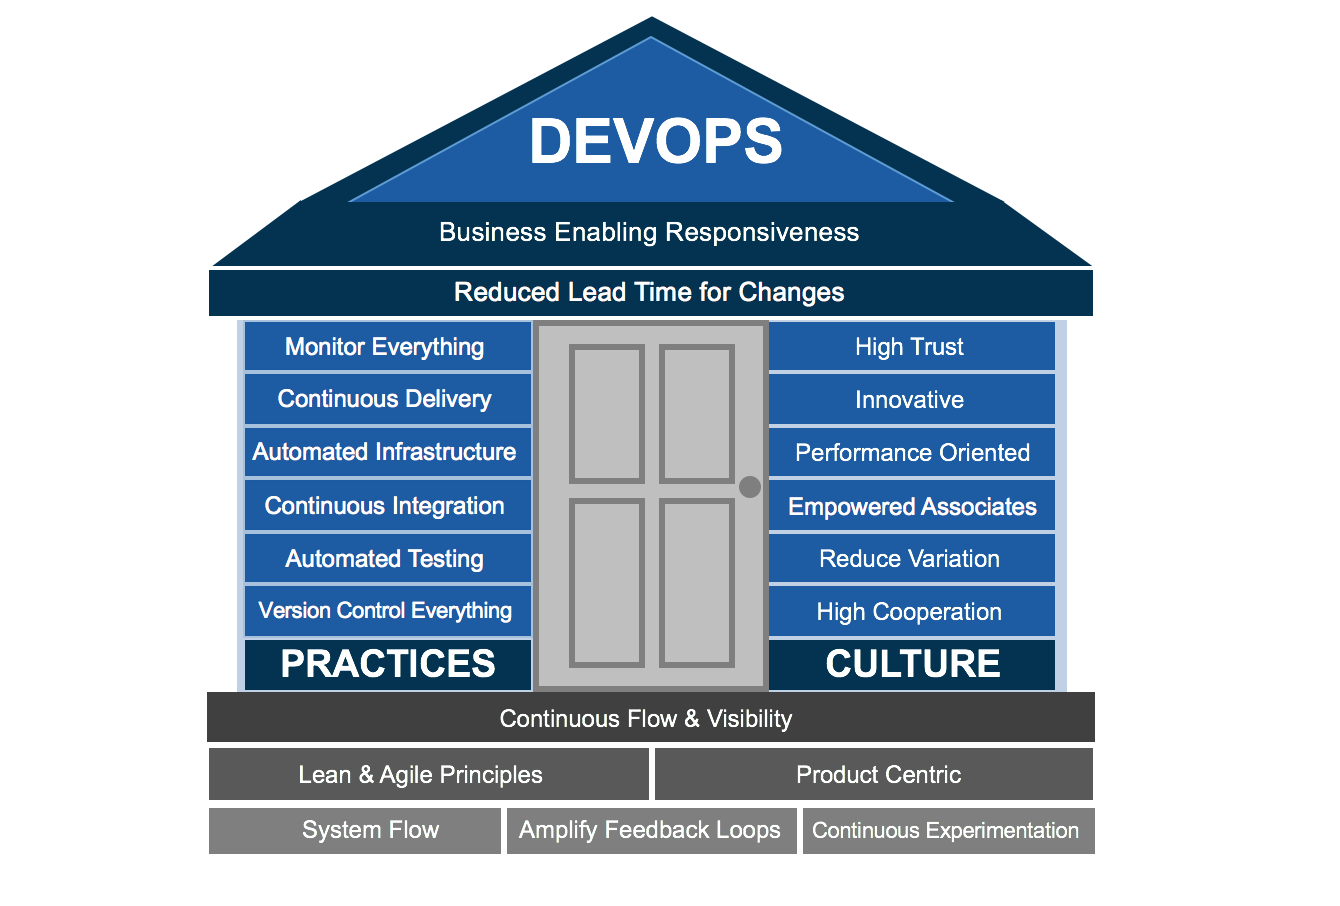 DEVOPS
Business Enabling Responsiveness
Reduced Lead Time for Changes
Monitor Everything
Continuous Delivery
Automated Infrastructure
Continuous Integration
Automated Testing
Version Control Everything
PRACTICES
High Trust
Innovative
Performance Oriented
Empowered Associates
Reduce Variation
High Cooperation
CULTURE
Continuous Flow & Visibility
Lean & Agile Principles
Product Centric
System Flow
Amplify Feedback Loops
Continuous Experimentation